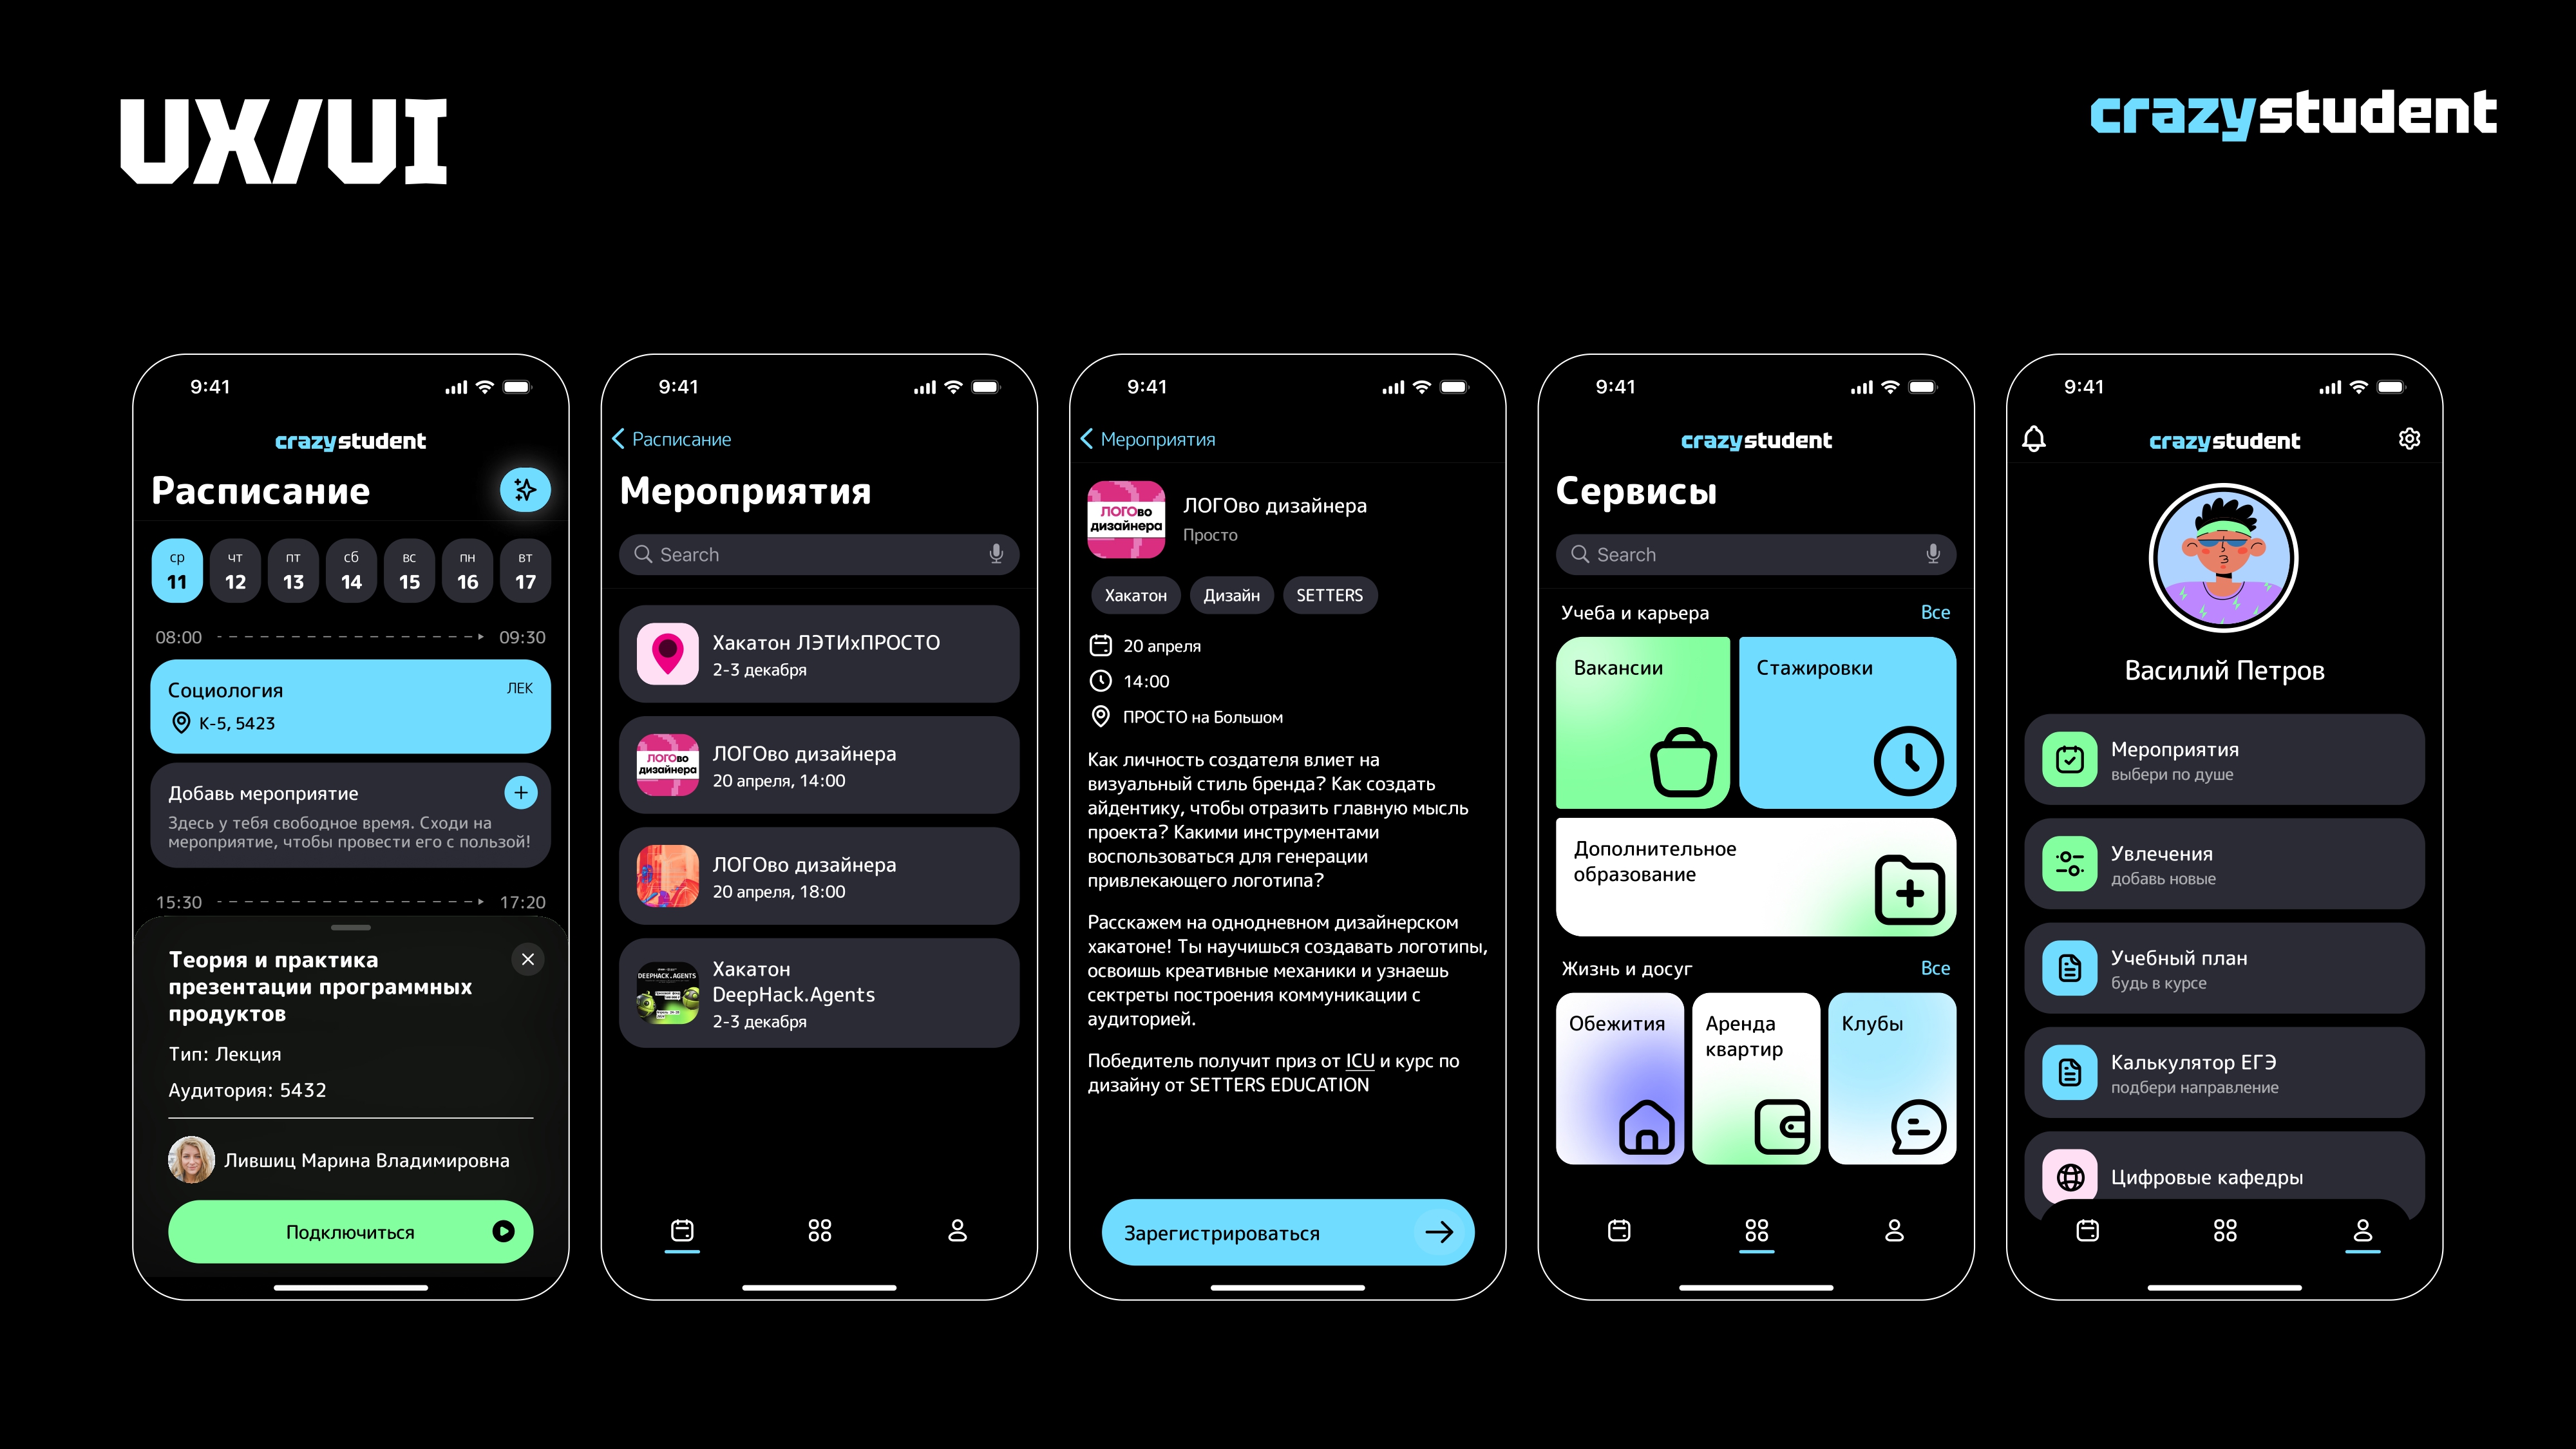 UX/UI
crazystudent
9:41
crazystudent
Расписание
ср
11
чт
12
пт
13
сб
14
вс
15
пн
16
вт
17
08:00
09:30
Социология
ЛЕК
К-5, 5423
Добавь мероприятие
Здесь у тебя свободное время. Сходи на
мероприятие, чтобы провести его с пользой!
15:30
17:20
Теория и практика
презентации программных
продуктов
Тип: Лекция
Аудитория: 5432
Лившиц Марина Владимировна
Подключиться
9:41
Расписание
Мероприятия
Search
Хакатон ЛЭТИхПРОСТО
2-3 декабря
ЛОГОво
дизайнера
ЛОГОво дизайнера
20 апреля, 14:00
ЛОГОво дизайнера
20 апреля, 18:00
DEEPHACK.AGENTS
Хакатон
DeepHack.Agents
2-3 декабря
9:41
Мероприятия
ЛОГОво
дизайнера
ЛОГОво дизайнера
Просто
Хакатон
Дизайн
SETTERS
20 апреля
14:00
ПРОСТО на Большом
Как личность создателя влиет на
визуальный стиль бренда? Как создать
айдентику, чтобы отразить главную мысль
проекта? Какими инструментами
воспользоваться для генерации
привлекающего логотипа?
Расскажем на однодневном дизайнерском
хакатоне! Ты научишься создавать логотипы,
освоишь креативные механики и узнаешь
секреты построения коммуникации с
аудиторией.
Победитель получит приз от ICU и курс по
дизайну от SETTERS EDUCATION
Зарегистрироваться
9:41
crazystudent
Сервисы
Search
Учеба и карьера
Все
Вакансии
Стажировки
Дополнительное
образование
Жизнь и досуг
Все
Обежития
Аренда
квартир
Клубы
9:41
crazystudent
Василий Петров
Мероприятия
выбери по душе
Увлечения
добавь новые
Учебный план
будь в курсе
Калькулятор ЕГЭ
подбери направление
Цифровые кафедры